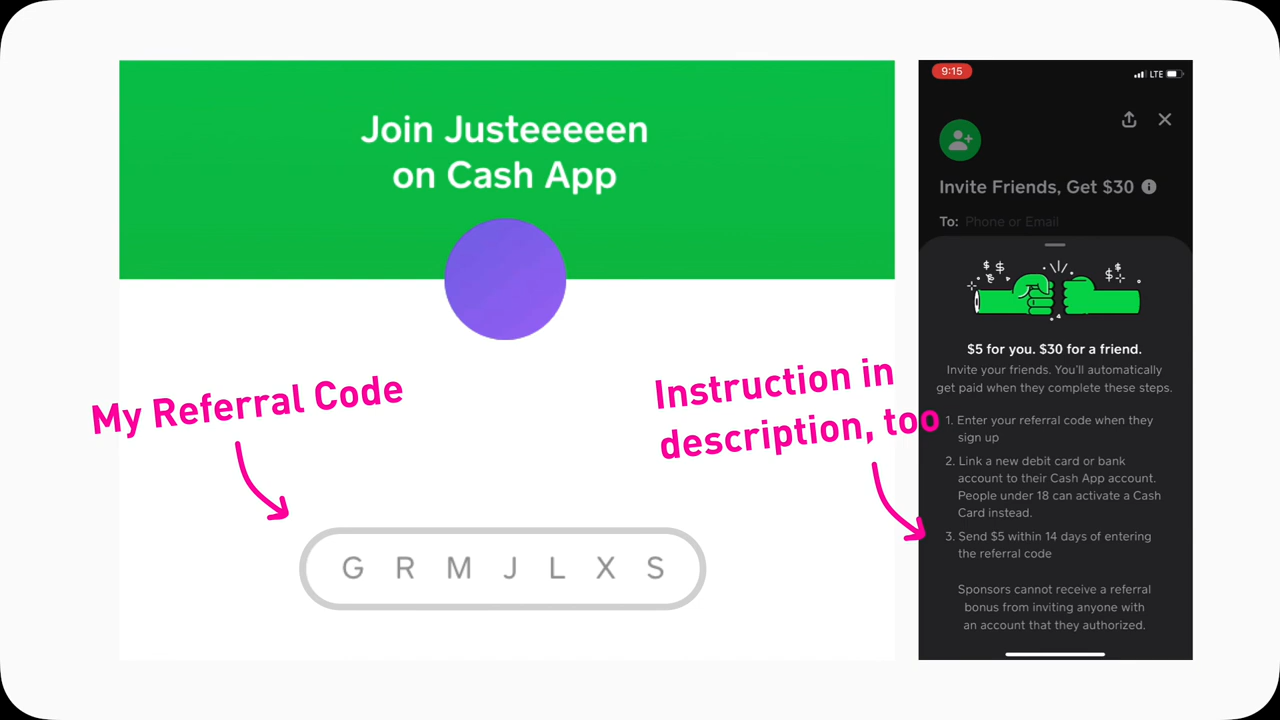 Join Justeeeeen
on Cash App
My Referral Code
G R M J L X S
Instruction in
description, too
9:15
LTE
Invite Friends, Get $30
To: Phone or Email
$5 for you. $30 for a friend.
Invite your friends. You'll automatically
get paid when they complete these steps.
1. Enter your referral code when they
sign up
2. Link a new debit card or bank
account to their Cash App account.
People under 18 can activate a Cash
Card instead.
3. Send $5 within 14 days of entering
the referral code
Sponsors cannot receive a referral
bonus from inviting anyone with
an account that they authorized.